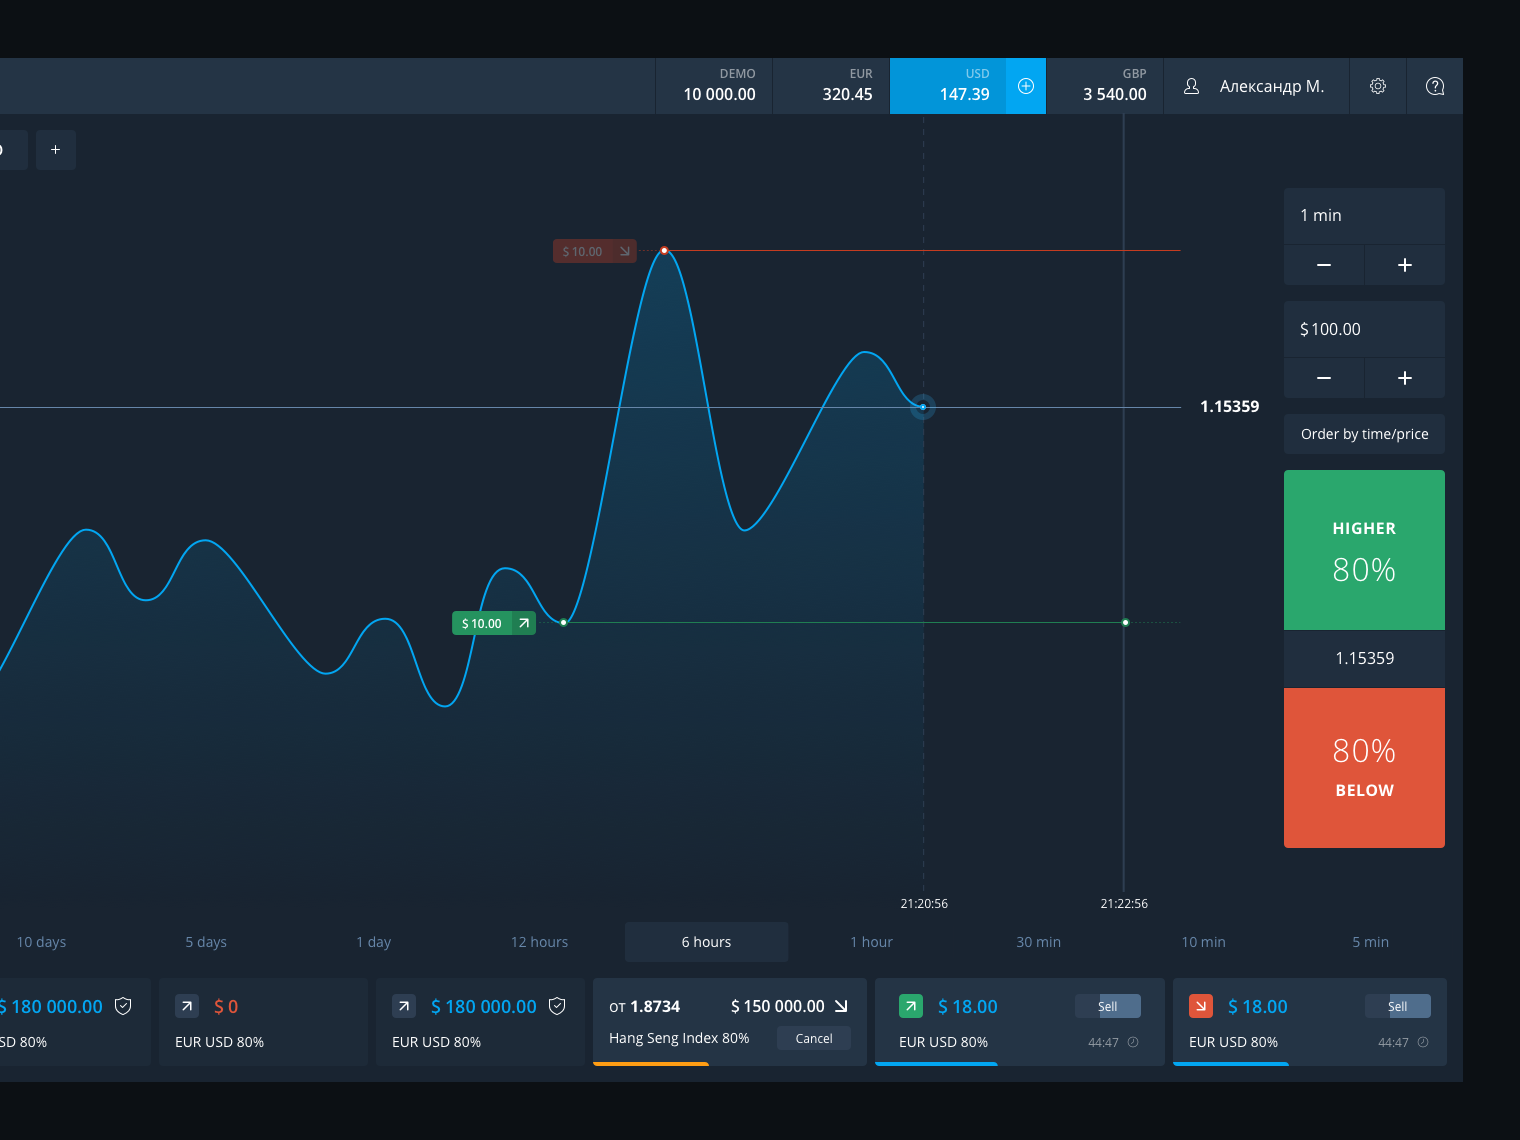 DEMO
10 000.00
EUR
320.45
USD
147.39
GBP
3 540.00
Александр М.
+
$ 10.00
1 min
− +
$ 100.00
− +
1.15359
Order by time/price
HIGHER
80%
1.15359
80%
BELOW
$ 10.00
21:20:56
21:22:56
10 days
5 days
1 day
12 hours
6 hours
1 hour
30 min
10 min
5 min
$ 180 000.00
SD 80%
$ 0
EUR USD 80%
$ 180 000.00
EUR USD 80%
от 1.8734
$ 150 000.00
Hang Seng Index 80%
Cancel
$ 18.00
Sell
EUR USD 80%
44:47
$ 18.00
Sell
EUR USD 80%
44:47